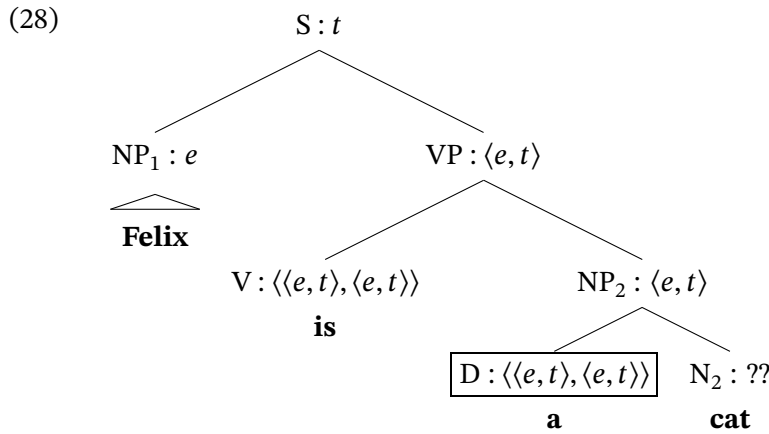 (28)
S : t
NP₁ : e
VP : ⟨e, t⟩
Felix
V : ⟨⟨e, t⟩, ⟨e, t⟩⟩
NP₂ : ⟨e, t⟩
is
D : ⟨⟨e, t⟩, ⟨e, t⟩⟩
N₂ : ??
a
cat